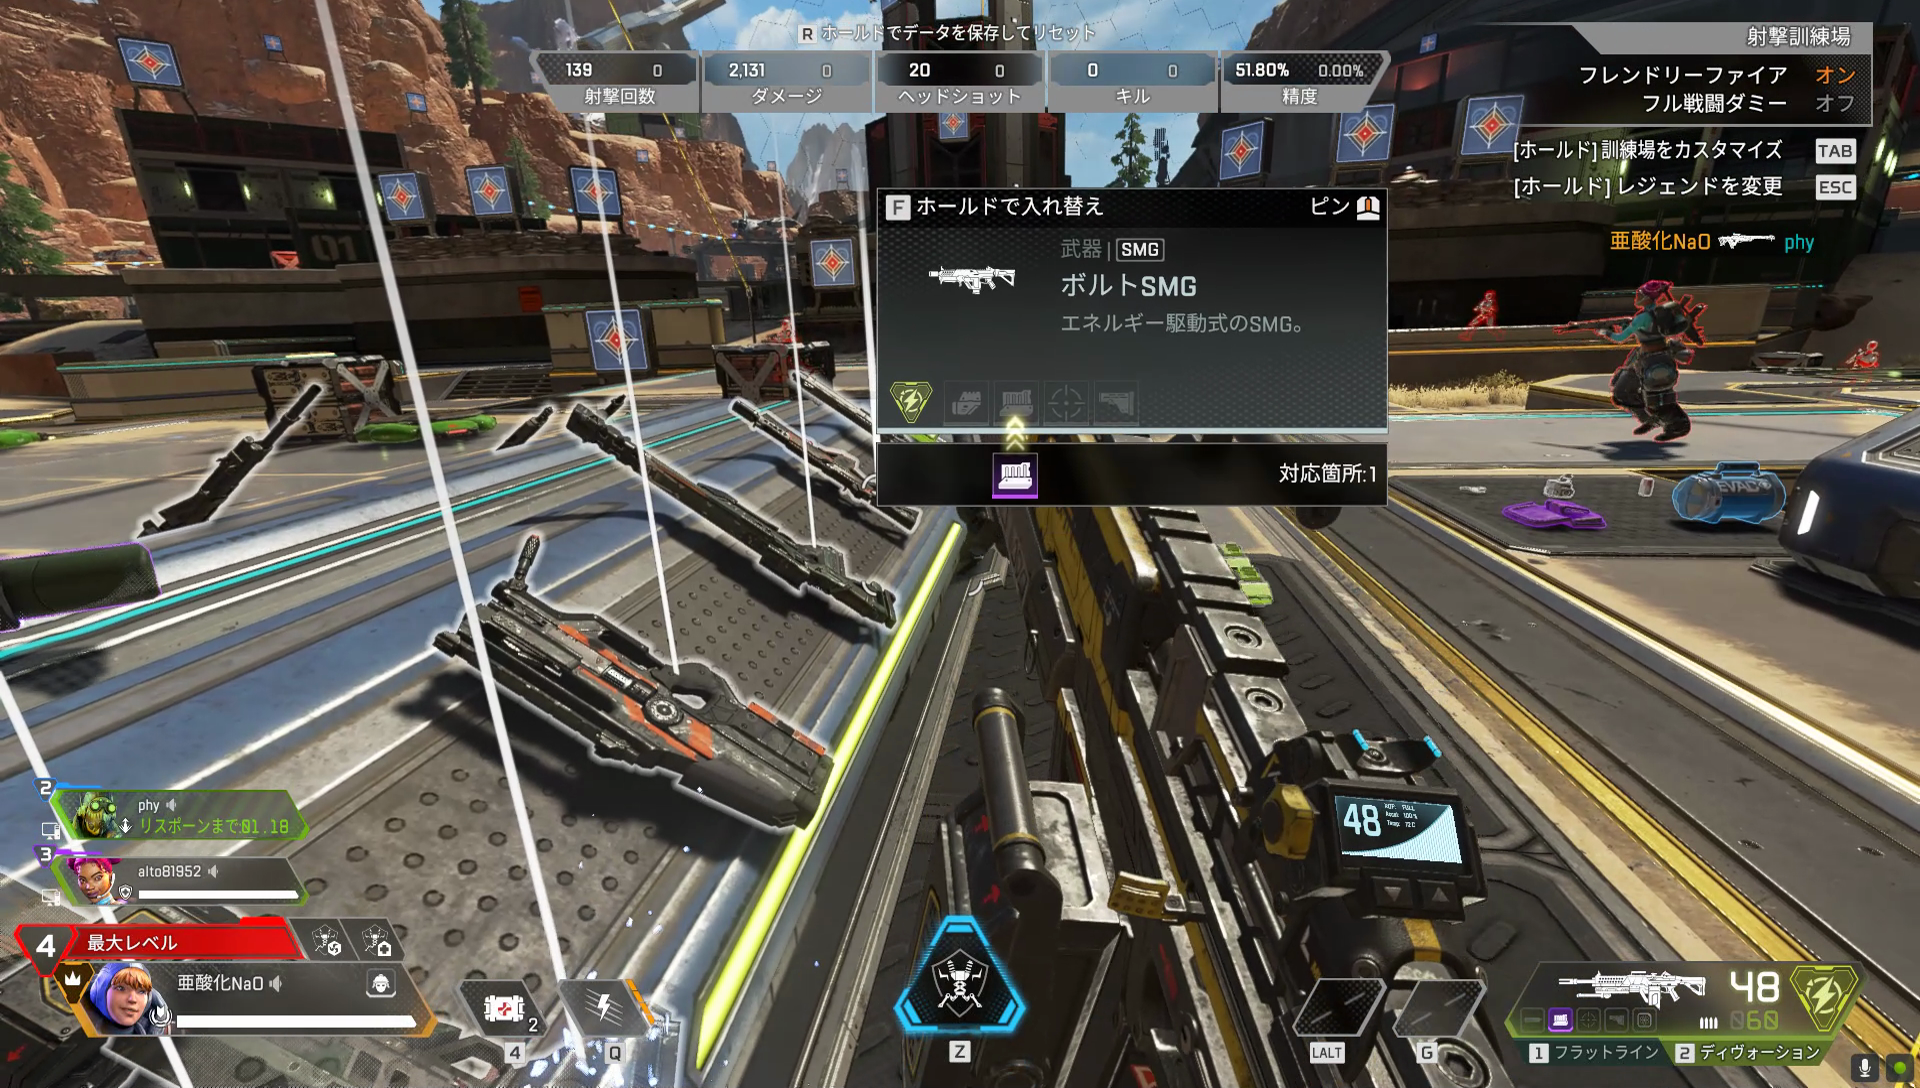 R ホールドでデータを保存してリセット
139 0 2,131 0 20 0 0 0 51.80% 0.00%
射撃回数 ダメージ ヘッドショット キル 精度
射撃訓練場
フレンドリーファイア オン
フル戦闘ダミー オフ
[ホールド]訓練場をカスタマイズ TAB
[ホールド]レジェンドを変更 ESC
亜酸化NaO phy
F ホールドで入れ替え ピン
武器 | SMG
ボルトSMG
エネルギー駆動式のSMG。
対応箇所:1
01
EVAD
48
2
phy
リスポーンまで:01.18
3
alto81952
4 最大レベル
亜酸化NaO
2
4 Q
Z
LALT G
48
060
1 フラットライン 2 ディヴォーション